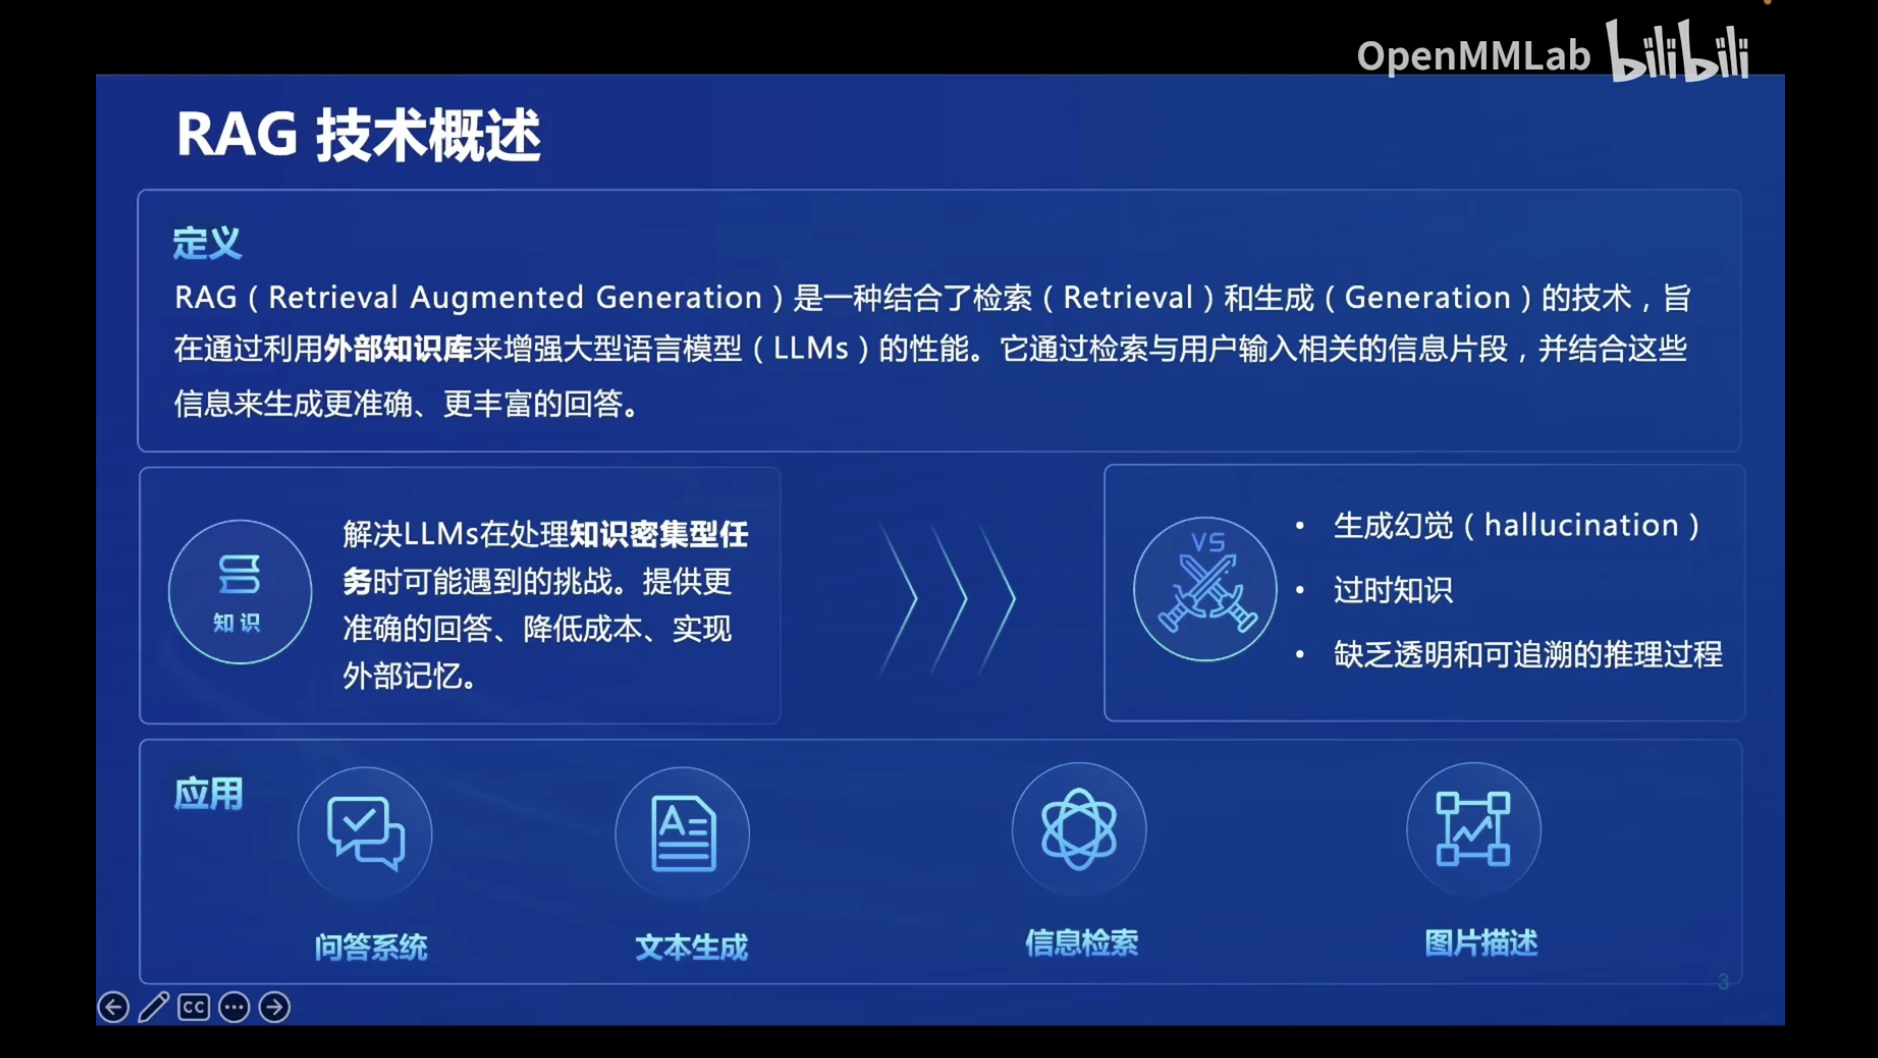 OpenMMLab bilibili
RAG 技术概述
定义
RAG（Retrieval Augmented Generation）是一种结合了检索（Retrieval）和生成（Generation）的技术，旨
在通过利用外部知识库来增强大型语言模型（LLMs）的性能。它通过检索与用户输入相关的信息片段，并结合这些
信息来生成更准确、更丰富的回答。
知识
解决LLMs在处理知识密集型任
务时可能遇到的挑战。提供更
准确的回答、降低成本、实现
外部记忆。
VS
• 生成幻觉（hallucination）
• 过时知识
• 缺乏透明和可追溯的推理过程
应用
A
问答系统
文本生成
信息检索
图片描述
3
CC